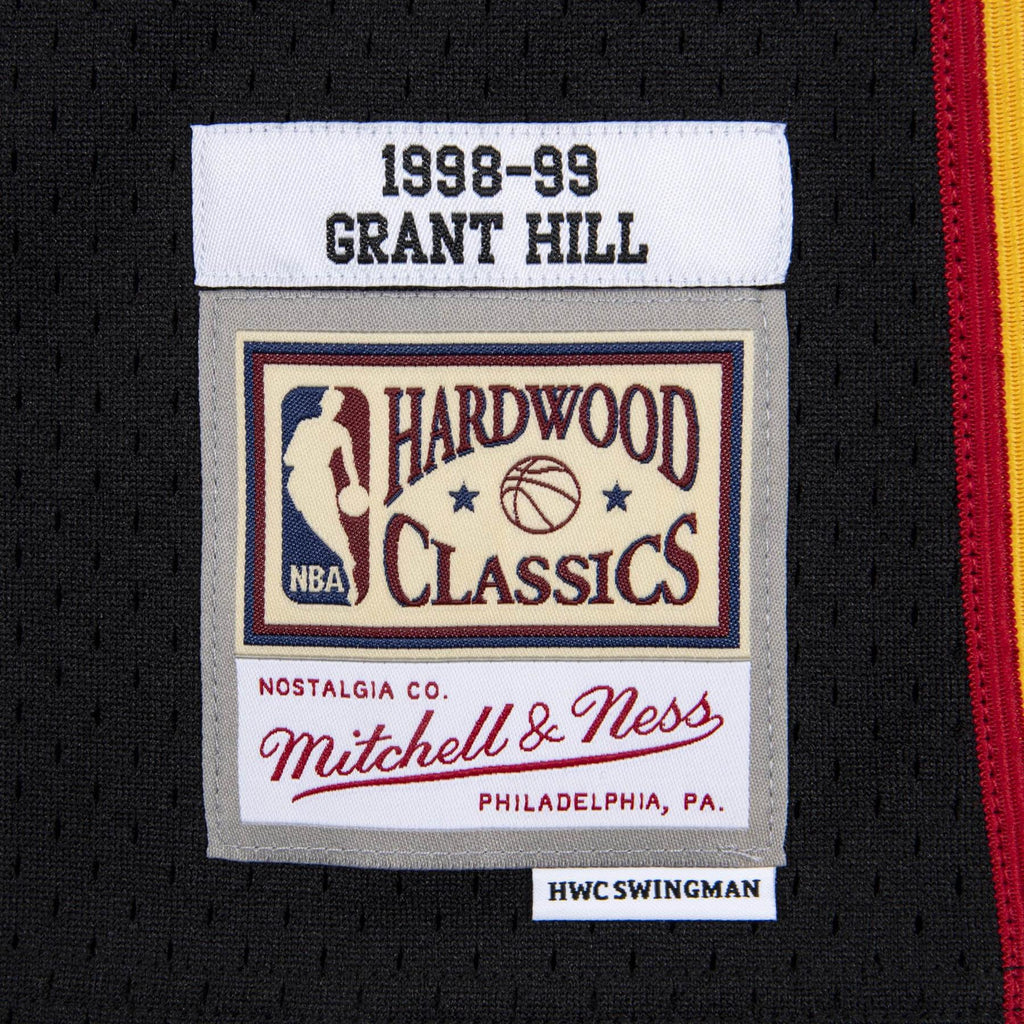 1998-99
GRANT HILL
HARDWOOD
CLASSICS
NBA
NOSTALGIA CO.
Mitchell & Ness
PHILADELPHIA, PA.
HWC SWINGMAN